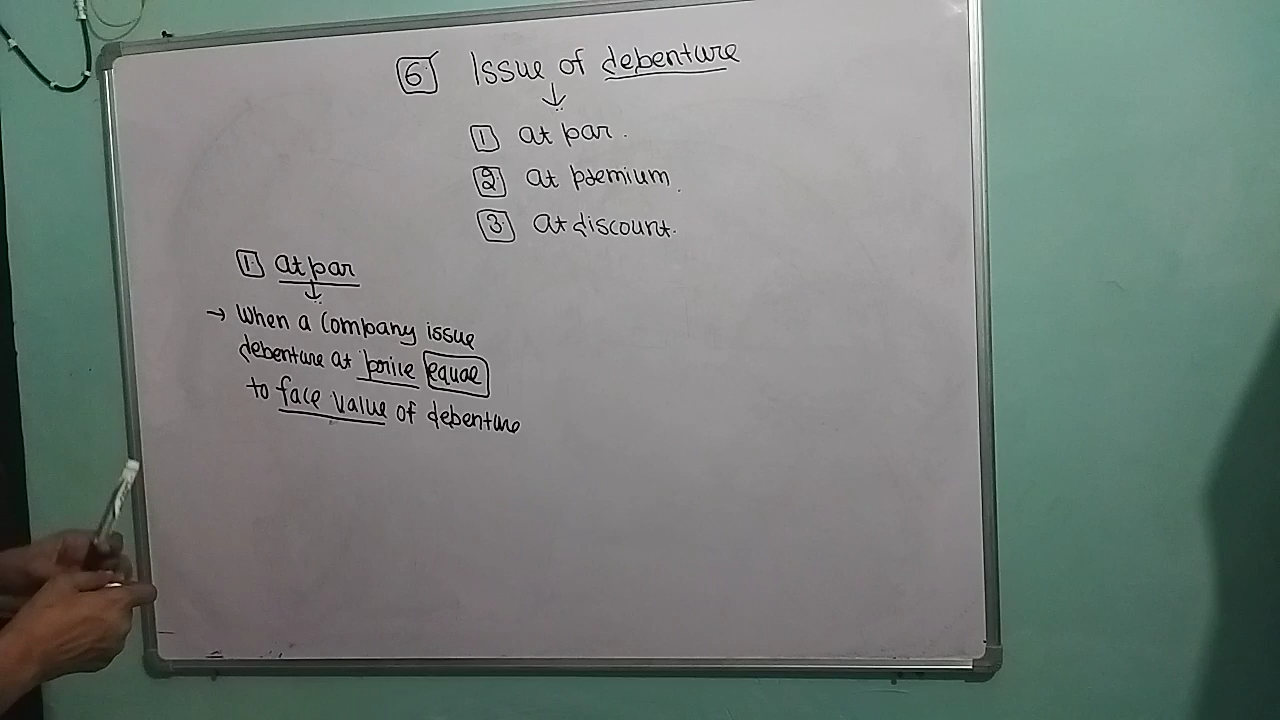 6 Issue of debenture
1 at par.
2 at premium.
3 at discount.
1 at par
→ When a Company issue
debenture at price equal
to face value of debenture